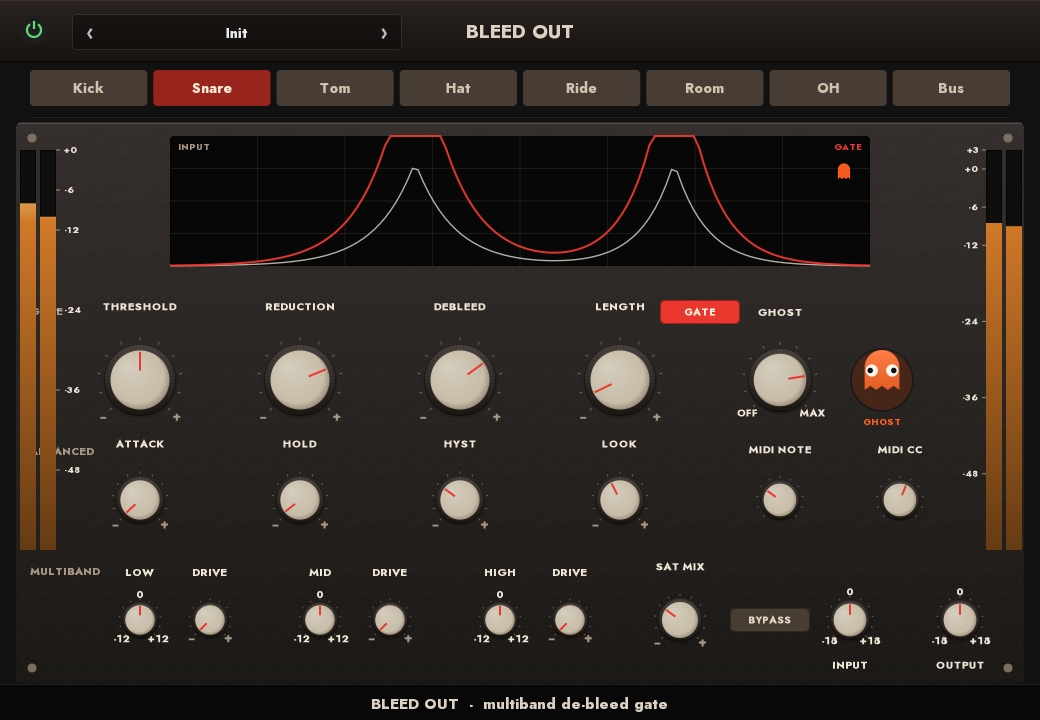 ‹ Init ›
BLEED OUT
Kick Snare Tom Hat Ride Room OH Bus
INPUT GATE
+0 -6 -12 -24 -36 -48
+3 +0 -6 -12 -24 -36 -48
THRESHOLD REDUCTION DEBLEED LENGTH GATE GHOST
- + - + - + - + OFF MAX
GHOST
ATTACK HOLD HYST LOOK MIDI NOTE MIDI CC
- + - + - + - +
MULTIBAND LOW DRIVE MID DRIVE HIGH DRIVE SAT MIX
0 0 0 0 0
-12 +12 - + -12 +12 - + -12 +12 - + - + BYPASS -18 +18 -18 +18
INPUT OUTPUT
BLEED OUT - multiband de-bleed gate